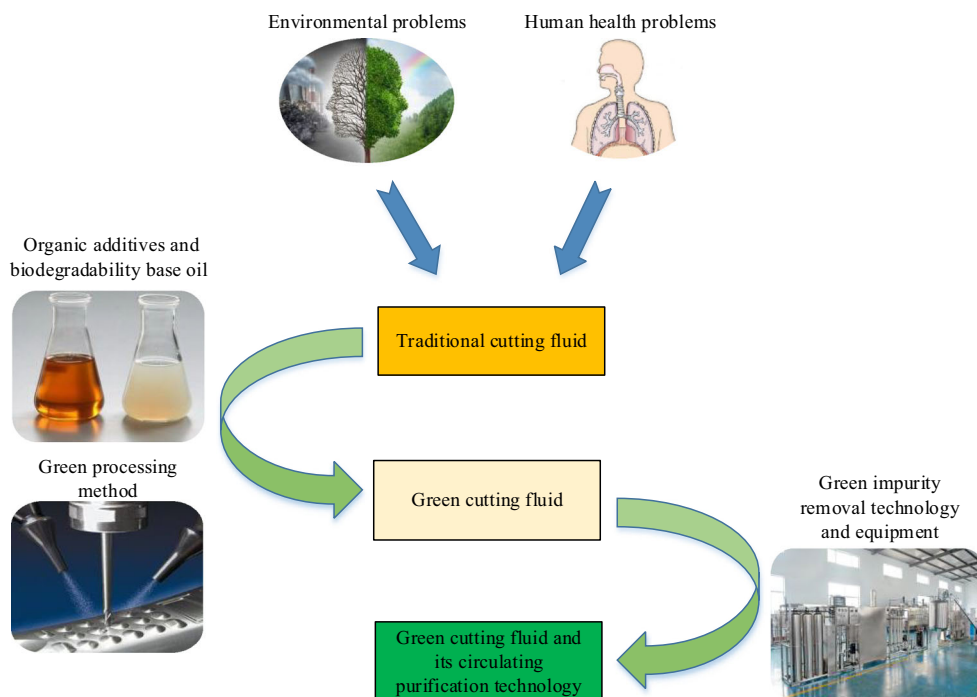 Environmental problems
Human health problems
Organic additives and
biodegradability base oil
Traditional cutting fluid
Green processing
method
Green cutting fluid
Green impurity
removal technology
and equipment
Green cutting fluid and
its circulating
purification technology